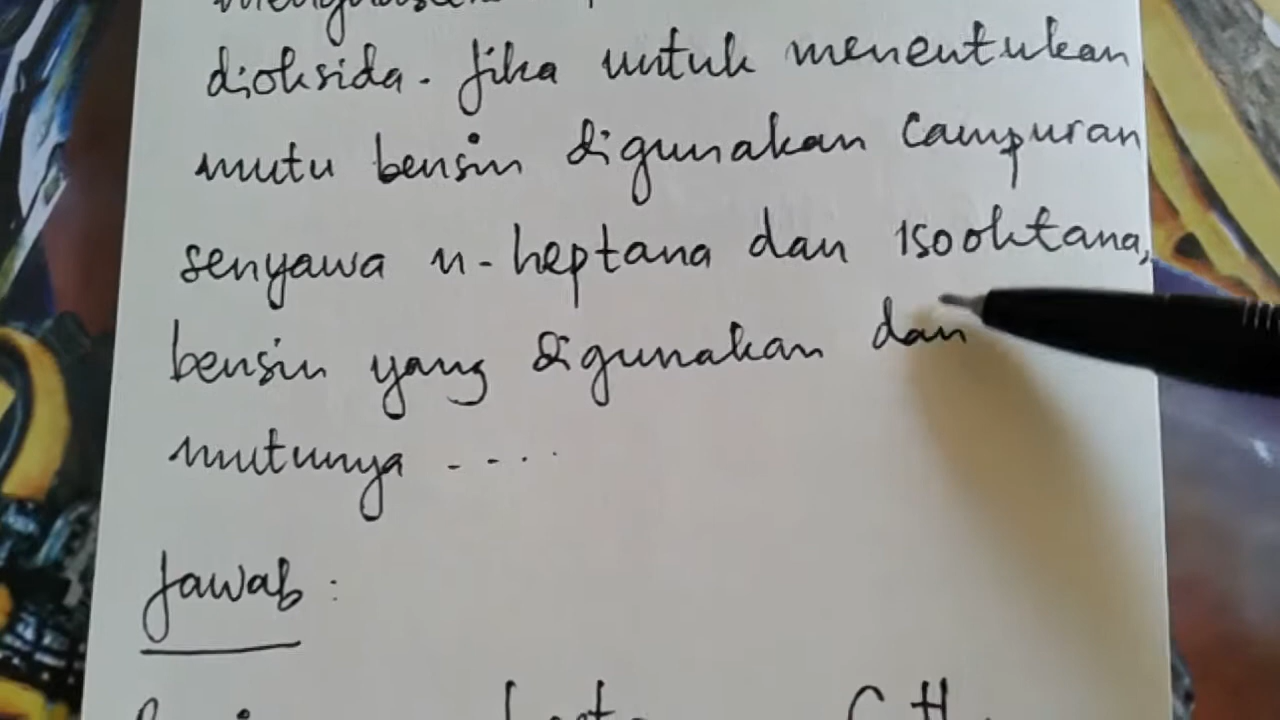 dioksida. Jika untuk menentukan
mutu bensin digunakan campuran
senyawa n-heptana dan isooktana,
bensin yang digunakan dan
mutunya ....
Jawab :